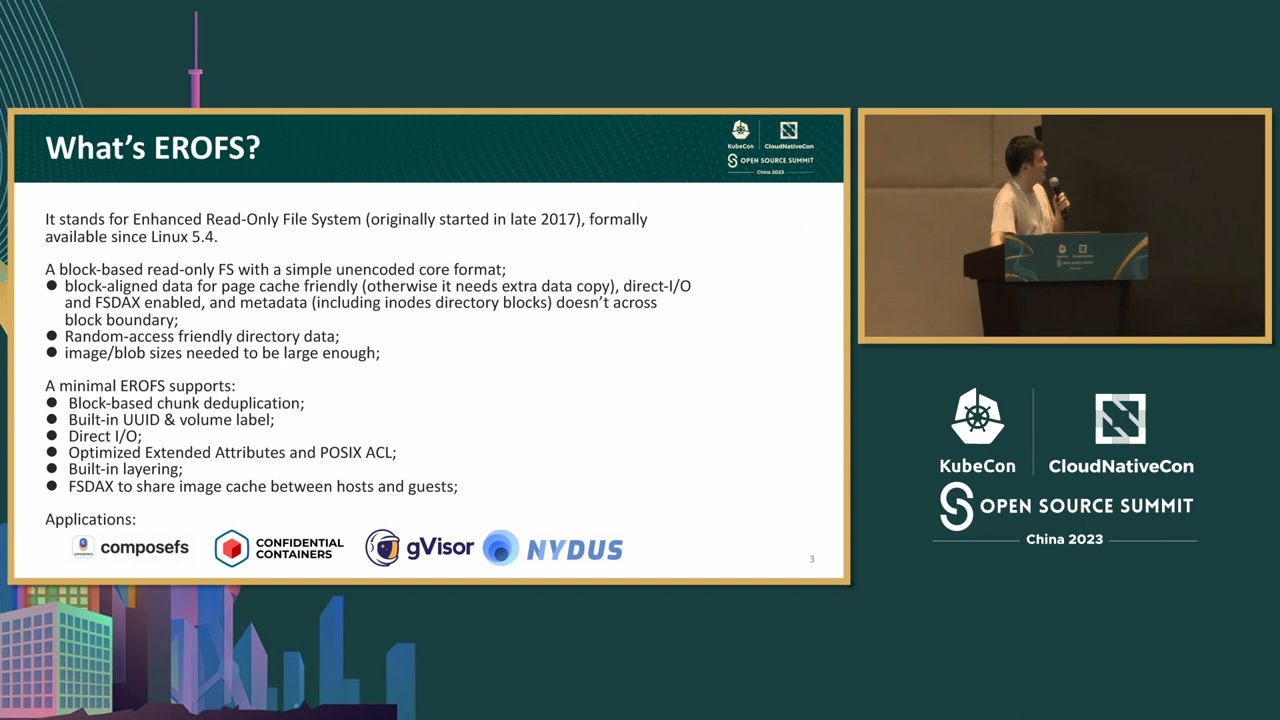 What's EROFS?
KubeCon
CloudNativeCon
OPEN SOURCE SUMMIT
China 2023
It stands for Enhanced Read-Only File System (originally started in late 2017), formally
available since Linux 5.4.
A block-based read-only FS with a simple unencoded core format;
● block-aligned data for page cache friendly (otherwise it needs extra data copy), direct-I/O
and FSDAX enabled, and metadata (including inodes directory blocks) doesn't across
block boundary;
● Random-access friendly directory data;
● image/blob sizes needed to be large enough;
A minimal EROFS supports:
● Block-based chunk deduplication;
● Built-in UUID & volume label;
● Direct I/O;
● Optimized Extended Attributes and POSIX ACL;
● Built-in layering;
● FSDAX to share image cache between hosts and guests;
Applications:
composefs
CONFIDENTIAL
CONTAINERS
gVisor
NYDUS
3
KubeCon
CloudNativeCon
OPEN SOURCE SUMMIT
China 2023